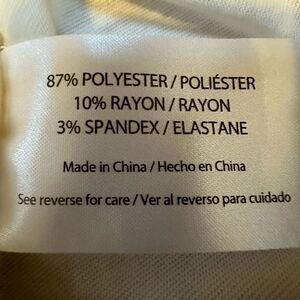 87% POLYESTER / POLIÉSTER
10% RAYON / RAYON
3% SPANDEX / ELASTANE
Made in China / Hecho en China
See reverse for care / Ver al reverso para cuidado